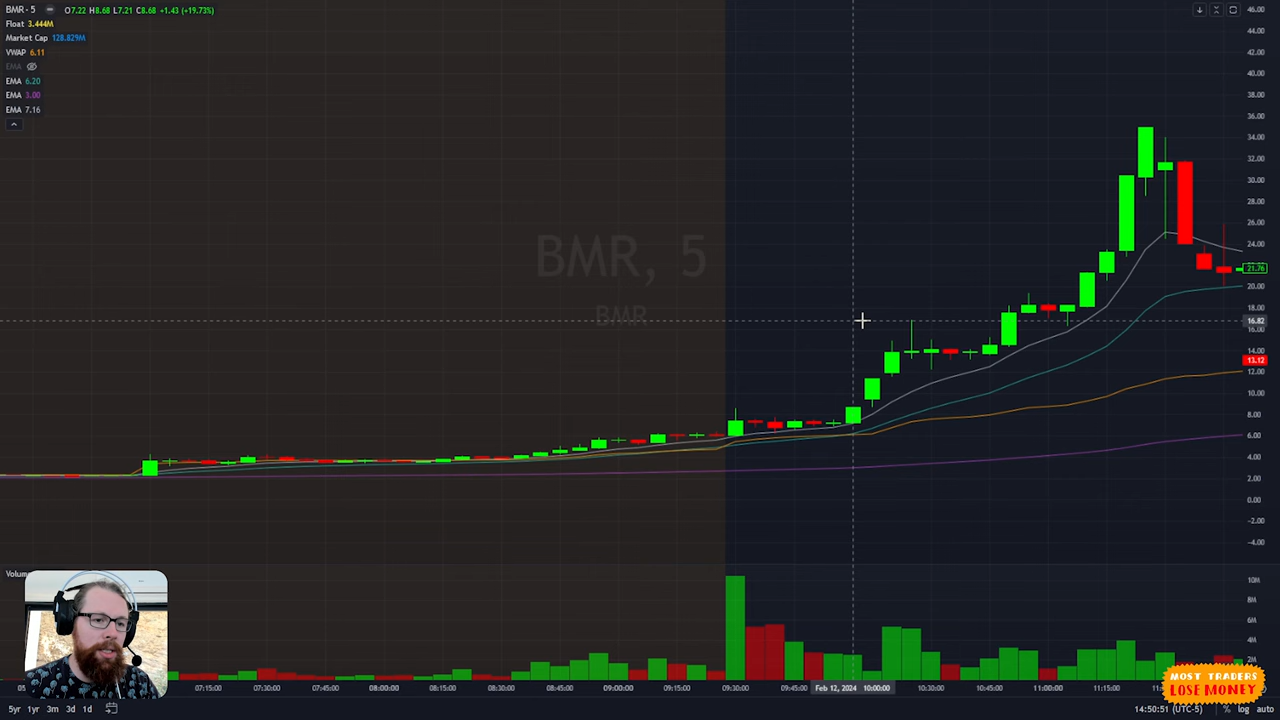 BMR - 5 O7.22 H8.68 L7.21 C8.68 +1.43 (+19.73%)
Float 3.444M
Market Cap 128.829M
VWAP 6.11
EMA
EMA 6.20
EMA 3.00
EMA 7.16
BMR, 5
BMR
46.00
44.00
42.00
40.00
38.00
36.00
34.00
32.00
30.00
28.00
26.00
24.00
21.76
20.00
18.00
16.82
16.00
14.00
13.12
12.00
10.00
8.00
6.00
4.00
2.00
0.00
-2.00
-4.00
Volum
10M
8M
6M
4M
2M
07:15:00 07:30:00 07:45:00 08:00:00 08:15:00 08:30:00 08:45:00 09:00:00 09:15:00 09:30:00 09:45:00 Feb 12, 2024 10:00:00 10:30:00 10:45:00 11:00:00 11:15:00
MOST TRADERS
LOSE MONEY
5yr 1yr 3m 3d 1d 14:50:51 (UTC-5) % log auto